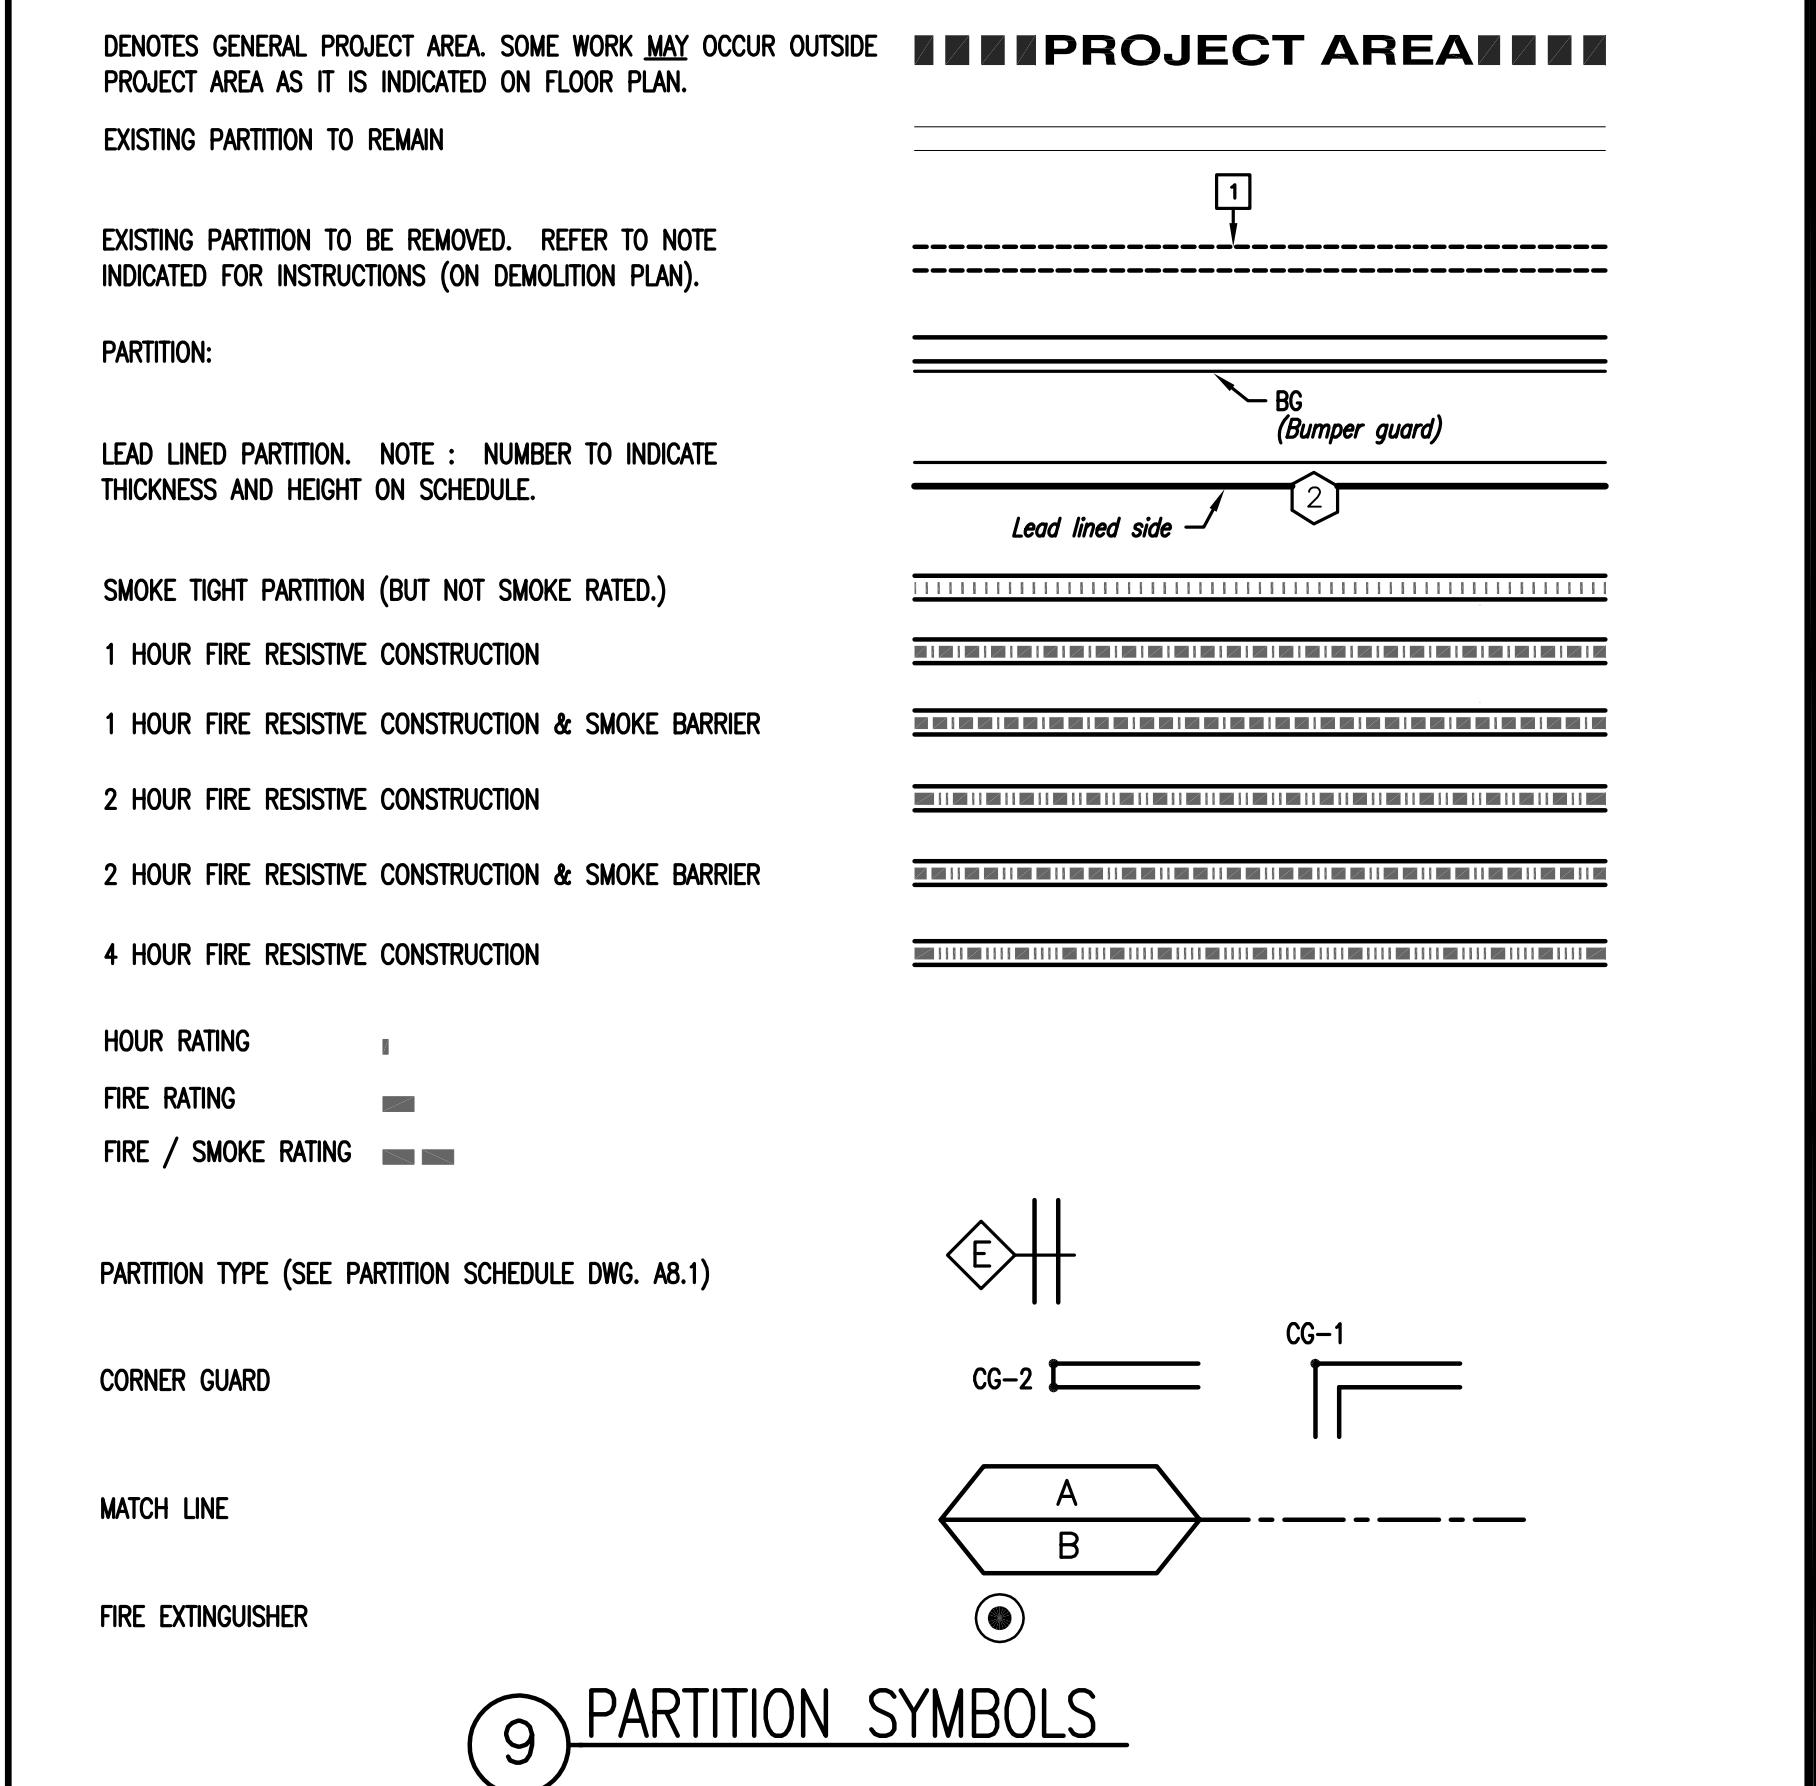 DENOTES GENERAL PROJECT AREA. SOME WORK MAY OCCUR OUTSIDE
PROJECT AREA AS IT IS INDICATED ON FLOOR PLAN.
PROJECT AREA
EXISTING PARTITION TO REMAIN
1
EXISTING PARTITION TO BE REMOVED. REFER TO NOTE
INDICATED FOR INSTRUCTIONS (ON DEMOLITION PLAN).
PARTITION:
BG
(Bumper guard)
LEAD LINED PARTITION. NOTE : NUMBER TO INDICATE
THICKNESS AND HEIGHT ON SCHEDULE.
2
Lead lined side
SMOKE TIGHT PARTITION (BUT NOT SMOKE RATED.)
1 HOUR FIRE RESISTIVE CONSTRUCTION
1 HOUR FIRE RESISTIVE CONSTRUCTION & SMOKE BARRIER
2 HOUR FIRE RESISTIVE CONSTRUCTION
2 HOUR FIRE RESISTIVE CONSTRUCTION & SMOKE BARRIER
4 HOUR FIRE RESISTIVE CONSTRUCTION
HOUR RATING
FIRE RATING
FIRE / SMOKE RATING
E
PARTITION TYPE (SEE PARTITION SCHEDULE DWG. A8.1)
CG-1
CORNER GUARD
CG-2
A
MATCH LINE
B
FIRE EXTINGUISHER
9 PARTITION SYMBOLS